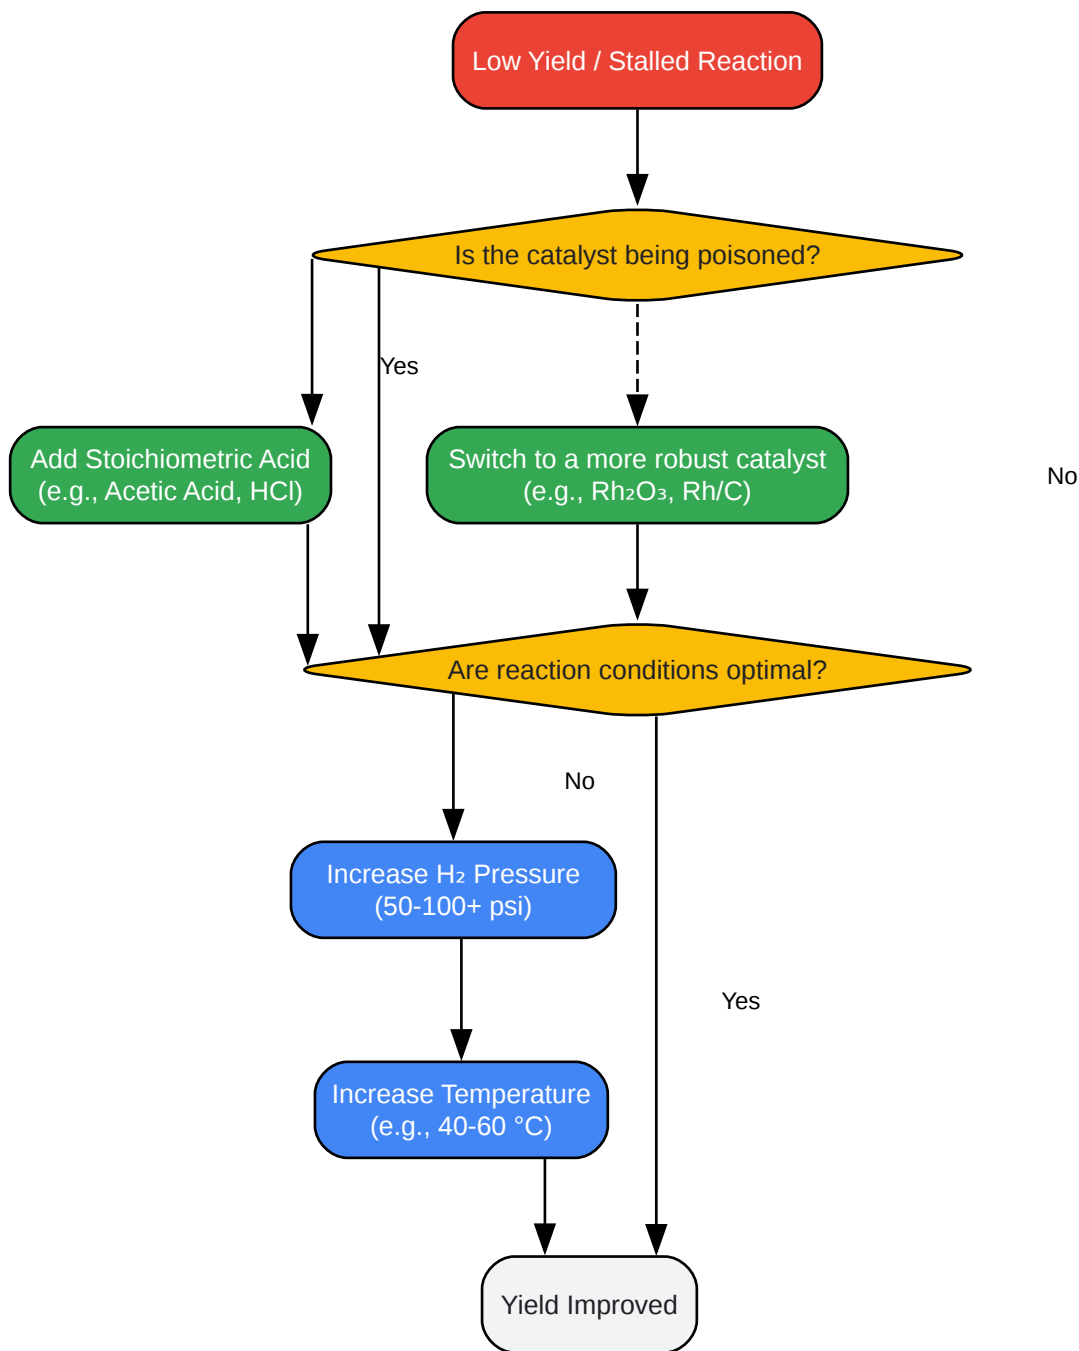 Low Yield / Stalled Reaction
Is the catalyst being poisoned?
Yes
Add Stoichiometric Acid
(e.g., Acetic Acid, HCl)
Switch to a more robust catalyst
(e.g., Rh₂O₃, Rh/C)
No
Are reaction conditions optimal?
No
Increase H₂ Pressure
(50-100+ psi)
Yes
Increase Temperature
(e.g., 40-60 °C)
Yield Improved